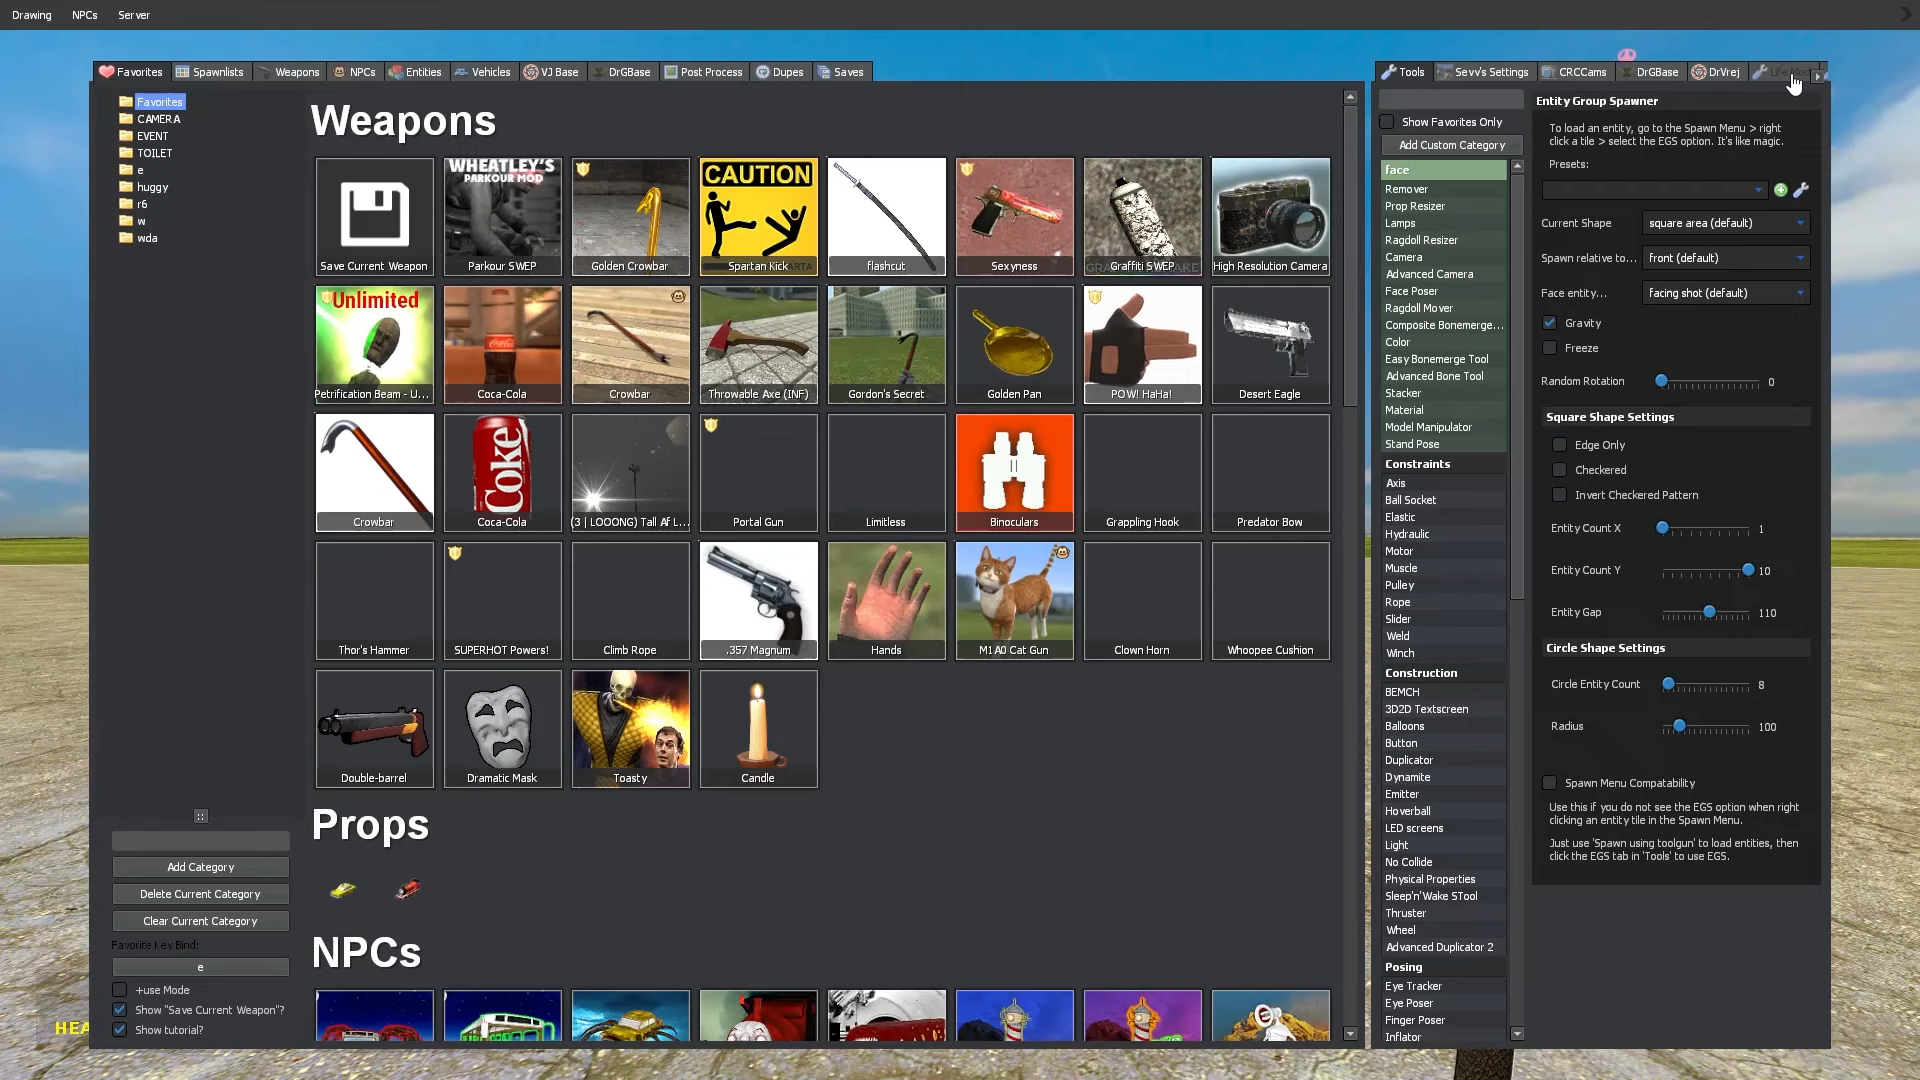 Drawing
NPCs
Server
Favorites
Spawnlists
Weapons
NPCs
Entities
Vehicles
VJ Base
DrGBase
Post Process
Dupes
Saves
Favorites
CAMERA
EVENT
TOILET
e
huggy
r6
w
wda
Add Category
Delete Current Category
Clear Current Category
Favorite Key Bind:
e
+use Mode
Show "Save Current Weapon"?
Show tutorial?
HEA
Weapons
Save Current Weapon
WHEATLEY'S
PARKOUR MOD
Parkour SWEP
Golden Crowbar
CAUTION
Spartan Kick
flashcut
Sexyness
Graffiti SWEP
High Resolution Camera
Unlimited
Petrification Beam - U...
Coca-Cola
Crowbar
Throwable Axe (INF)
Gordon's Secret
Golden Pan
POW! HaHa!
Desert Eagle
Crowbar
Coke
Coca-Cola
(3 | LOOONG) Tall Af L...
Portal Gun
Limitless
Binoculars
Grappling Hook
Predator Bow
Thor's Hammer
SUPERHOT Powers!
Climb Rope
.357 Magnum
Hands
M1A0 Cat Gun
Clown Horn
Whoopee Cushion
Double-barrel
Dramatic Mask
Toasty
Candle
Props
NPCs
Tools
Sevv's Settings
CRCCams
DrGBase
DrVrej
Show Favorites Only
Add Custom Category
face
Remover
Prop Resizer
Lamps
Ragdoll Resizer
Camera
Advanced Camera
Face Poser
Ragdoll Mover
Composite Bonemerge...
Color
Easy Bonemerge Tool
Advanced Bone Tool
Stacker
Material
Model Manipulator
Stand Pose
Constraints
Axis
Ball Socket
Elastic
Hydraulic
Motor
Muscle
Pulley
Rope
Slider
Weld
Winch
Construction
BEMCH
3D2D Textscreen
Balloons
Button
Duplicator
Dynamite
Emitter
Hoverball
LED screens
Light
No Collide
Physical Properties
Sleep'n'Wake STool
Thruster
Wheel
Advanced Duplicator 2
Posing
Eye Tracker
Eye Poser
Finger Poser
Inflator
Entity Group Spawner
To load an entity, go to the Spawn Menu > right
click a tile > select the EGS option. It's like magic.
Presets:
Current Shape square area (default)
Spawn relative to... front (default)
Face entity... facing shot (default)
Gravity
Freeze
Random Rotation 0
Square Shape Settings
Edge Only
Checkered
Invert Checkered Pattern
Entity Count X 1
Entity Count Y 10
Entity Gap 110
Circle Shape Settings
Circle Entity Count 8
Radius 100
Spawn Menu Compatability
Use this if you do not see the EGS option when right
clicking an entity tile in the Spawn Menu.
Just use 'Spawn using toolgun' to load entities, then
click the EGS tab in 'Tools' to use EGS.